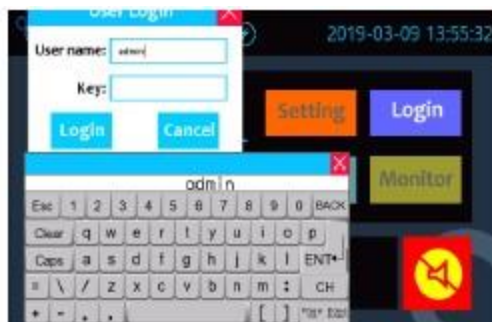 User Login
2019-03-09 13:55:32
User name: admin
Key:
Login Cancel
Setting Login
Monitor
admin
Esc 1 2 3 4 5 6 7 8 9 0 BACK
Clear q w e r t y u i o p
Caps a s d f g h j k l ENT
= \ / z x c v b n m : CH
+ - . , [ ]